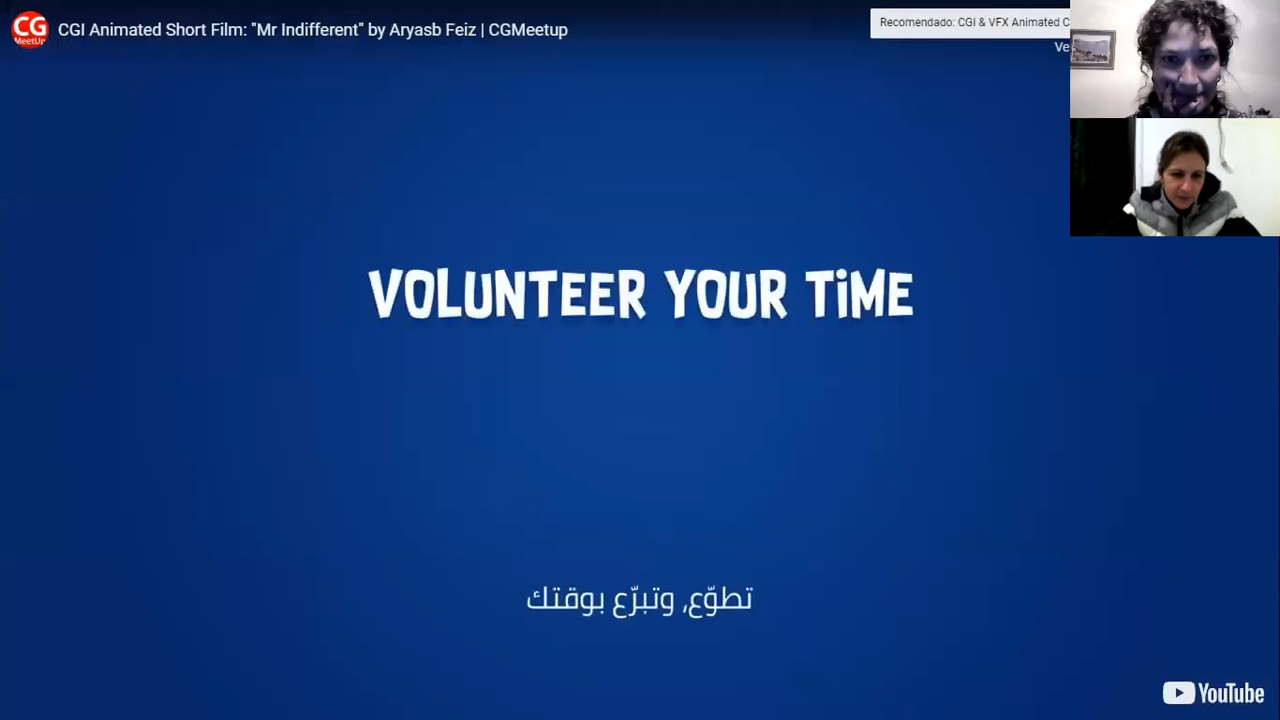 CG
MeetUp
CGI Animated Short Film: "Mr Indifferent" by Aryasb Feiz | CGMeetup
Recomendado: CGI & VFX Animated C
Ve
VOLUNTEER YOUR TiME
تطوّع، وتبرّع بوقتك
YouTube